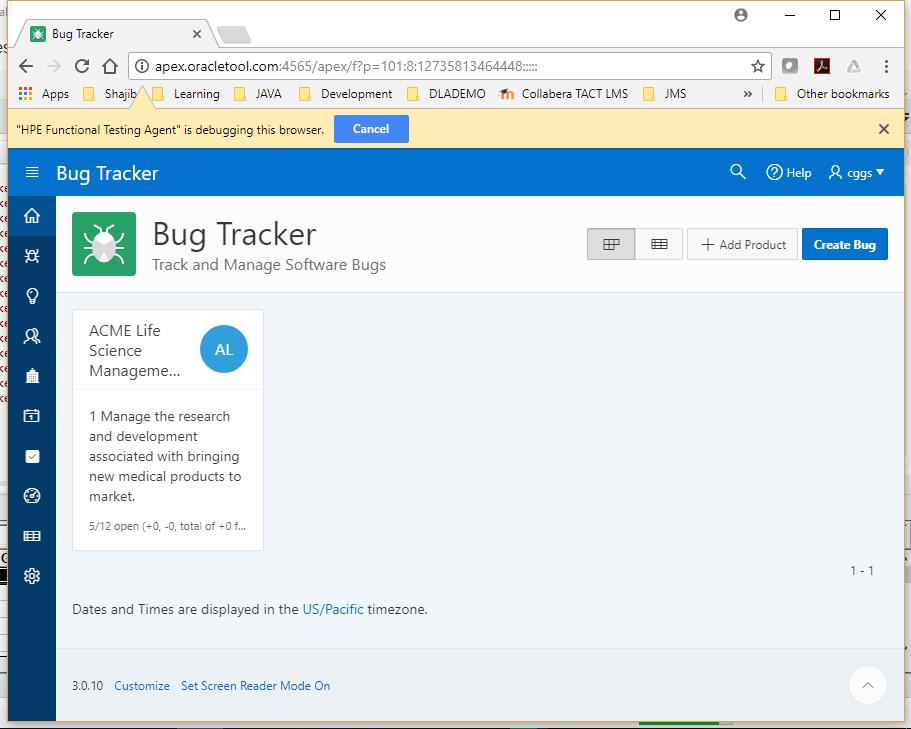 Bug Tracker
apex.oracletool.com:4565/apex/f?p=101:8:12735813464448:::::
Apps Shajib Learning JAVA Development DLADEMO Collabera TACT LMS JMS » Other bookmarks
"HPE Functional Testing Agent" is debugging this browser. Cancel
Bug Tracker Help cggs
Bug Tracker
Track and Manage Software Bugs
Add Product Create Bug
ACME Life
Science
Manageme...
AL
1 Manage the research
and development
associated with bringing
new medical products to
market.
5/12 open (+0, -0, total of +0 f...
1 - 1
Dates and Times are displayed in the US/Pacific timezone.
3.0.10 Customize Set Screen Reader Mode On